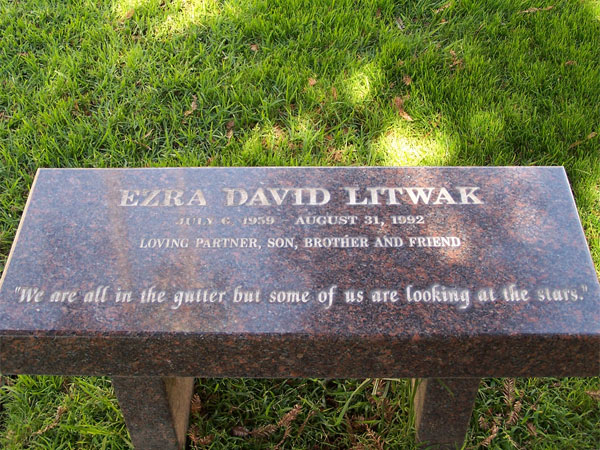 EZRA DAVID LITWAK
JULY 6, 1959 AUGUST 31, 1992
LOVING PARTNER, SON, BROTHER AND FRIEND
"We are all in the gutter but some of us are looking at the stars."